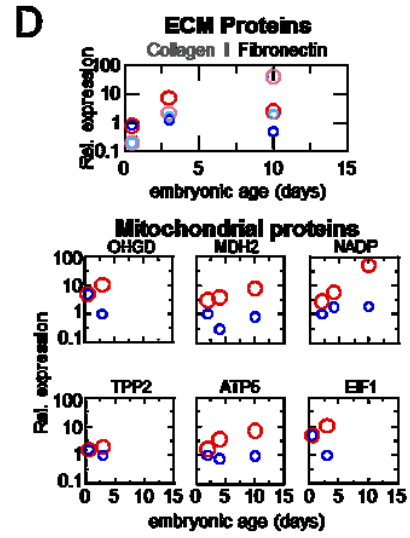 D
ECM Proteins
Collagen I Fibronectin
Rel. expression
100
10
1
0.1
0 5 10 15
embryonic age (days)
Mitochondrial proteins
OHGD MDH2 NADP
100
10
1
0.1
Rel. expression
TPP2 ATP5 EIF1
100
10
1
0.1
0 5 10 15 0 5 10 15 0 5 10 15
embryonic age (days)